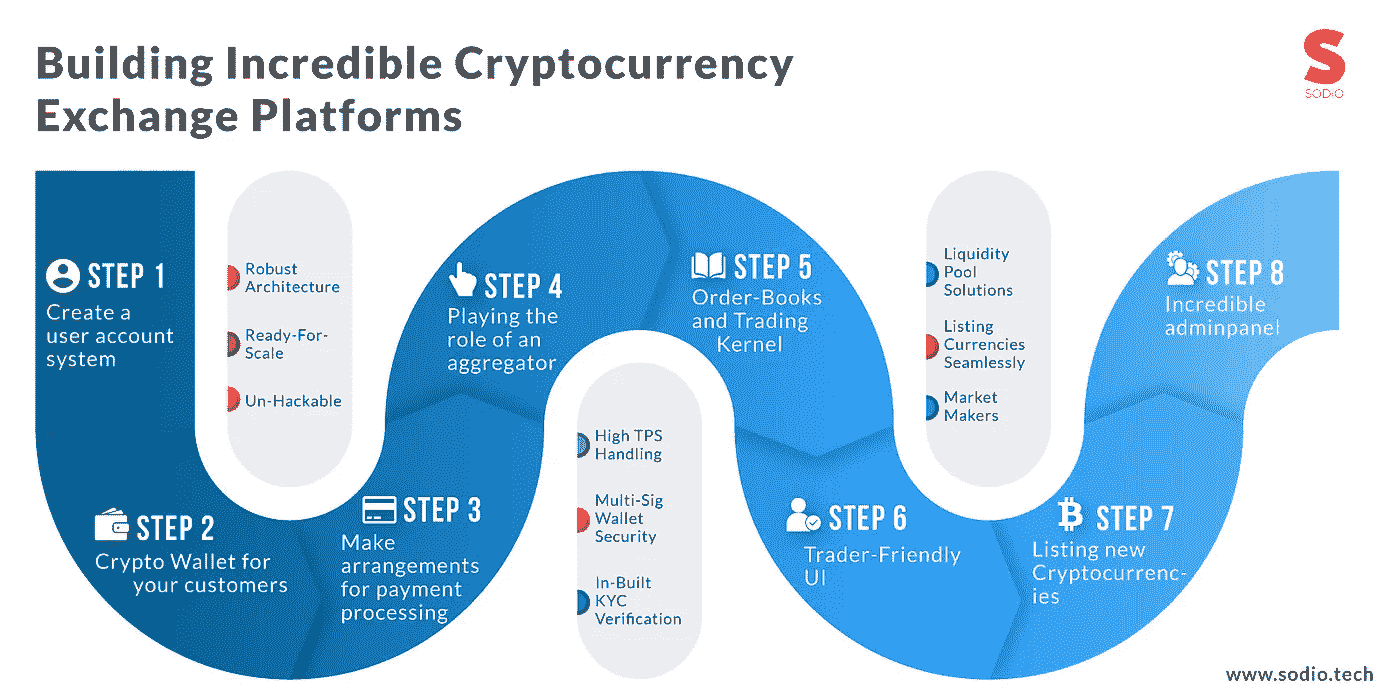 Building Incredible Cryptocurrency
Exchange Platforms
S
SODIO
STEP 1
Create a
user account
system
Robust
Architecture
Ready-For-
Scale
Un-Hackable
STEP 2
Crypto Wallet for
your customers
STEP 3
Make
arrangements
for payment
processing
STEP 4
Playing the
role of an
aggregator
High TPS
Handling
Multi-Sig
Wallet
Security
In-Built
KYC
Verification
STEP 5
Order-Books
and Trading
Kernel
STEP 6
Trader-Friendly
UI
Liquidity
Pool
Solutions
Listing
Currencies
Seamlessly
Market
Makers
STEP 7
Listing new
Cryptocurrenc-
ies
STEP 8
Incredible
adminpanel
www.sodio.tech